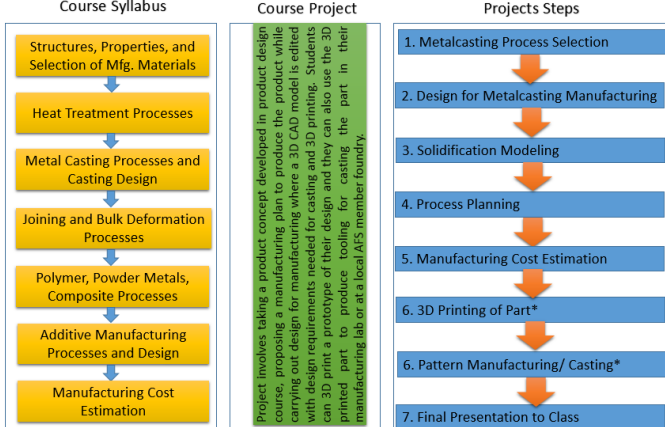 Course Syllabus
Structures, Properties, and
Selection of Mfg. Materials
Heat Treatment Processes
Metal Casting Processes and
Casting Design
Joining and Bulk Deformation
Processes
Polymer, Powder Metals,
Composite Processes
Additive Manufacturing
Processes and Design
Manufacturing Cost
Estimation
Course Project
Project involves taking a product concept developed in product design
course, proposing a manufacturing plan to produce the product while
carrying out design for manufacturing where a 3D CAD model is edited
with design requirements needed for casting and 3D printing. Students
can 3D print a prototype of their design and they can also use the 3D
printed part to produce tooling for casting the part in their
manufacturing lab or at a local AFS member foundry.
Projects Steps
1. Metalcasting Process Selection
2. Design for Metalcasting Manufacturing
3. Solidification Modeling
4. Process Planning
5. Manufacturing Cost Estimation
6. 3D Printing of Part*
6. Pattern Manufacturing/ Casting*
7. Final Presentation to Class